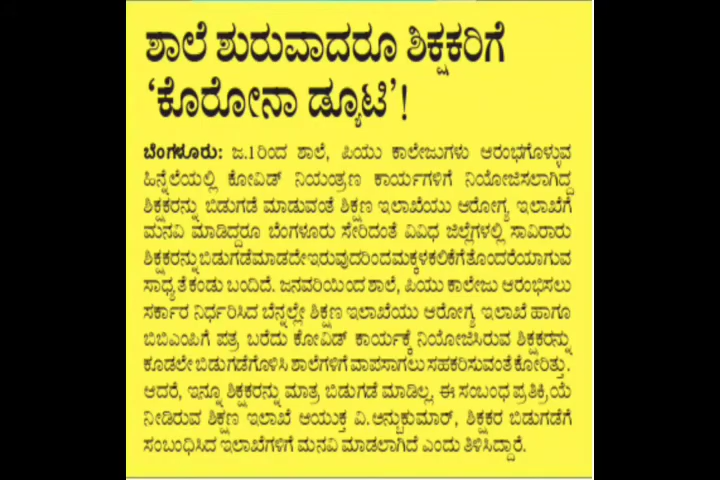 ಶಾಲೆ ಶುರುವಾದರೂ ಶಿಕ್ಷಕರಿಗೆ
‘ಕೊರೋನಾ ಡ್ಯೂಟಿ’!
ಬೆಂಗಳೂರು: ಜ.1ರಿಂದ ಶಾಲೆ, ಪಿಯು ಕಾಲೇಜುಗಳು ಆರಂಭಗೊಳ್ಳುವ
ಹಿನ್ನೆಲೆಯಲ್ಲಿ ಕೋವಿಡ್ ನಿಯಂತ್ರಣ ಕಾರ್ಯಗಳಿಗೆ ನಿಯೋಜಿಸಲಾಗಿದ್ದ
ಶಿಕ್ಷಕರನ್ನು ಬಿಡುಗಡೆ ಮಾಡುವಂತೆ ಶಿಕ್ಷಣ ಇಲಾಖೆಯು ಆರೋಗ್ಯ ಇಲಾಖೆಗೆ
ಮನವಿ ಮಾಡಿದ್ದರೂ ಬೆಂಗಳೂರು ಸೇರಿದಂತೆ ವಿವಿಧ ಜಿಲ್ಲೆಗಳಲ್ಲಿ ಸಾವಿರಾರು
ಶಿಕ್ಷಕರನ್ನು ಬಿಡುಗಡೆಮಾಡದೇ ಇರುವುದರಿಂದ ಮಕ್ಕಳ ಕಲಿಕೆಗೆ ತೊಂದರೆಯಾಗುವ
ಸಾಧ್ಯತೆ ಕಂಡು ಬಂದಿದೆ. ಜನವರಿಯಿಂದ ಶಾಲೆ, ಪಿಯು ಕಾಲೇಜು ಆರಂಭಿಸಲು
ಸರ್ಕಾರ ನಿರ್ಧರಿಸಿದ ಬೆನ್ನಲ್ಲೇ ಶಿಕ್ಷಣ ಇಲಾಖೆಯು ಆರೋಗ್ಯ ಇಲಾಖೆ ಹಾಗೂ
ಬಿಬಿಎಂಪಿಗೆ ಪತ್ರ ಬರೆದು ಕೋವಿಡ್ ಕಾರ್ಯಕ್ಕೆ ನಿಯೋಜಿಸಿರುವ ಶಿಕ್ಷಕರನ್ನು
ಕೂಡಲೇ ಬಿಡುಗಡೆಗೊಳಿಸಿ ಶಾಲೆಗಳಿಗೆ ವಾಪಸಾಗಲು ಸಹಕರಿಸುವಂತೆ ಕೋರಿತ್ತು.
ಆದರೆ, ಇನ್ನೂ ಶಿಕ್ಷಕರನ್ನು ಮಾತ್ರ ಬಿಡುಗಡೆ ಮಾಡಿಲ್ಲ. ಈ ಸಂಬಂಧ ಪ್ರತಿಕ್ರಿಯೆ
ನೀಡಿರುವ ಶಿಕ್ಷಣ ಇಲಾಖೆ ಆಯುಕ್ತ ವಿ.ಅನ್ಬುಕುಮಾರ್, ಶಿಕ್ಷಕರ ಬಿಡುಗಡೆಗೆ
ಸಂಬಂಧಿಸಿದ ಇಲಾಖೆಗಳಿಗೆ ಮನವಿ ಮಾಡಲಾಗಿದೆ ಎಂದು ತಿಳಿಸಿದ್ದಾರೆ.